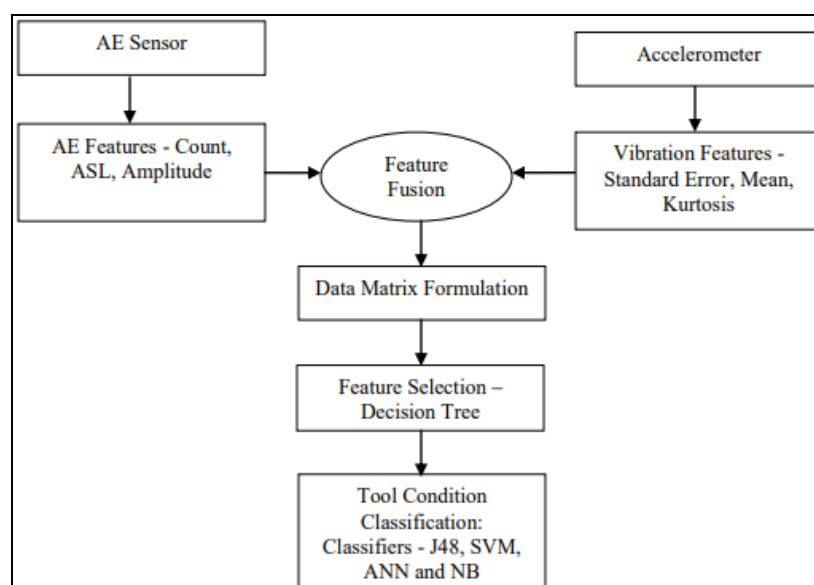 AE Sensor
Accelerometer
AE Features - Count,
ASL, Amplitude
Feature
Fusion
Vibration Features -
Standard Error, Mean,
Kurtosis
Data Matrix Formulation
Feature Selection –
Decision Tree
Tool Condition
Classification:
Classifiers - J48, SVM,
ANN and NB